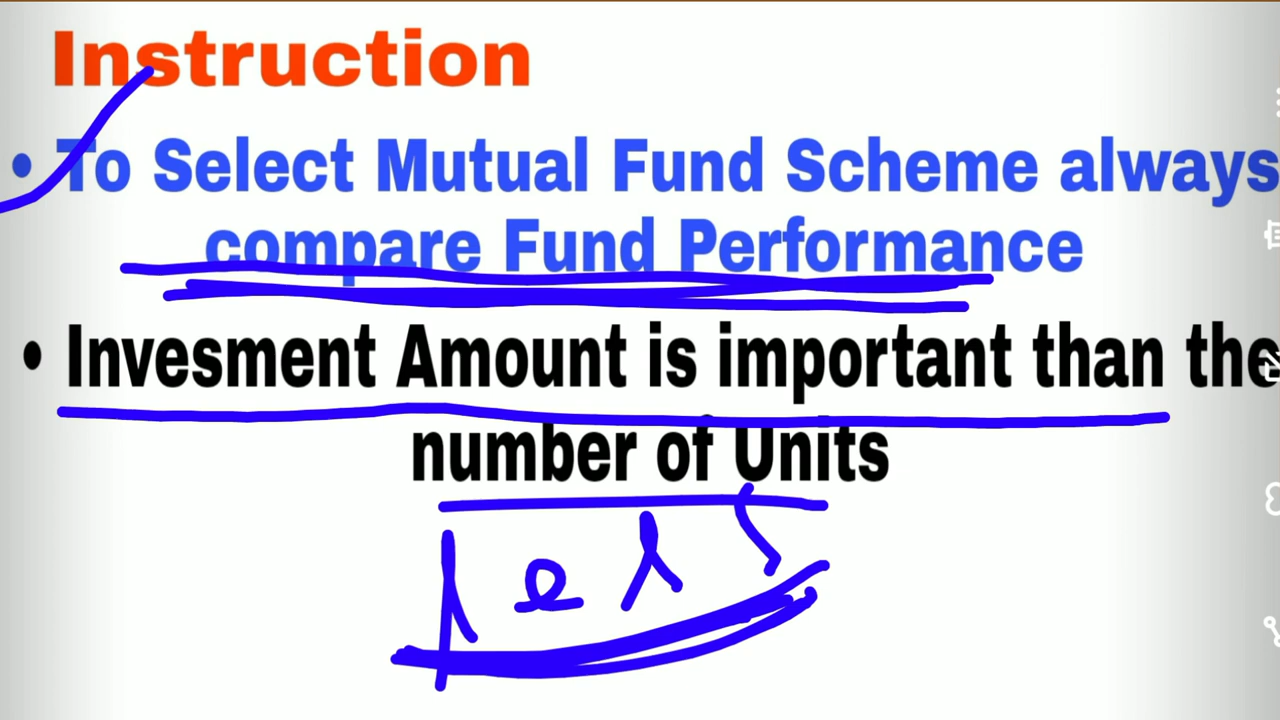 Instruction
• To Select Mutual Fund Scheme always
compare Fund Performance
• Invesment Amount is important than the
number of Units